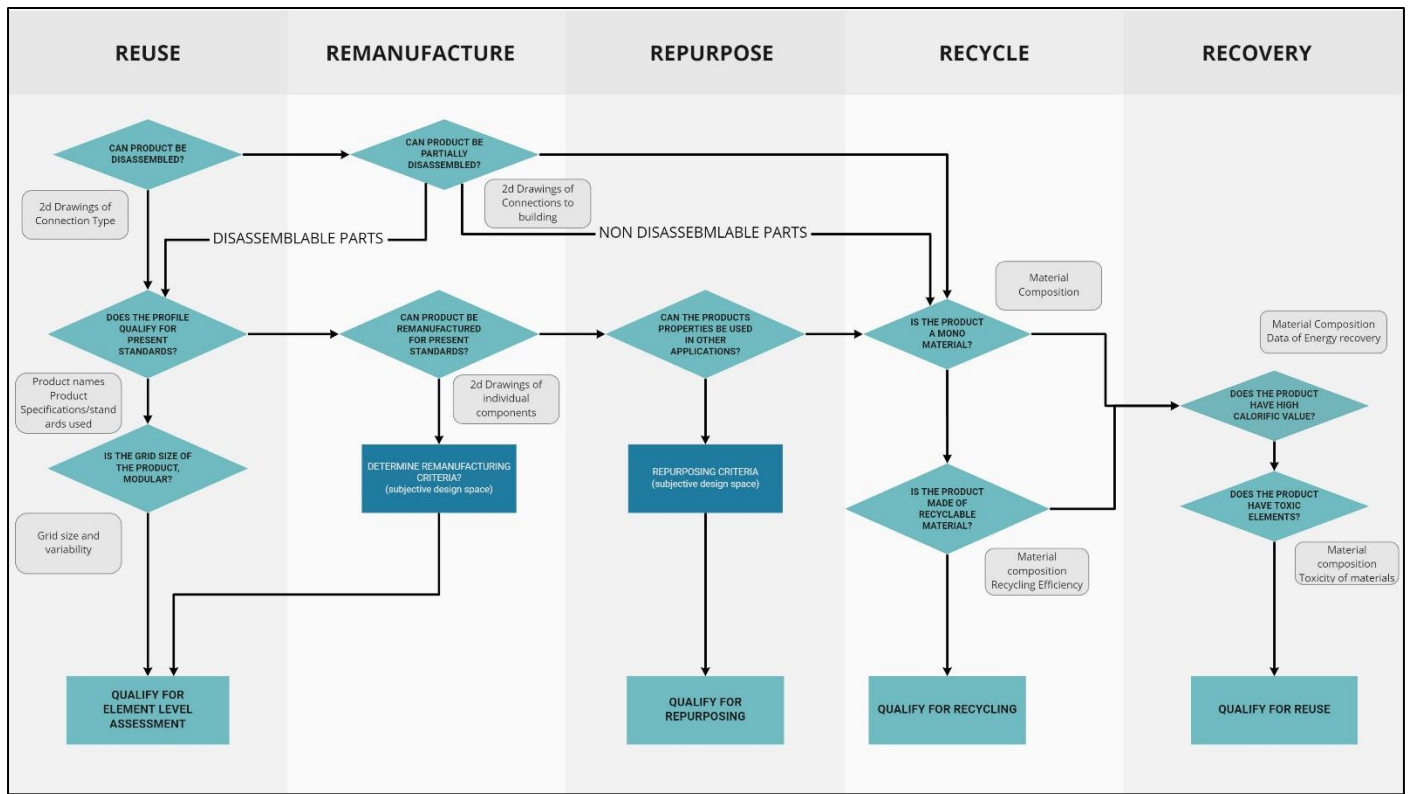 REUSE
REMANUFACTURE
REPURPOSE
RECYCLE
RECOVERY
CAN PRODUCT BE
DISASSEMBLED?
CAN PRODUCT BE
PARTIALLY
DISASSEMBLED?
2d Drawings of
Connection Type
2d Drawings of
Connections to
building
DISASSEMBLABLE PARTS
NON DISASSEBMLABLE PARTS
Material
Composition
DOES THE PROFILE
QUALIFY FOR
PRESENT
STANDARDS?
CAN PRODUCT BE
REMANUFACTURED
FOR PRESENT
STANDARDS?
CAN THE PRODUCTS
PROPERTIES BE USED
IN OTHER
APPLICATIONS?
IS THE PRODUCT
A MONO
MATERIAL?
Material Composition
Data of Energy recovery
Product names
Product
Specifications/stand
ards used
2d Drawings of
individual
components
DOES THE PRODUCT
HAVE HIGH
CALORIFIC VALUE?
IS THE GRID SIZE OF
THE PRODUCT,
MODULAR?
DETERMINE REMANUFACTURING
CRITERIA?
(subjective design space)
REPURPOSING CRITERIA
(subjective design space)
IS THE PRODUCT
MADE OF
RECYCLABLE
MATERIAL?
DOES THE PRODUCT
HAVE TOXIC
ELEMENTS?
Grid size and
variability
Material
composition
Recycling Efficiency
Material
composition
Toxicity of materials
QUALIFY FOR
ELEMENT LEVEL
ASSESSMENT
QUALIFY FOR
REPURPOSING
QUALIFY FOR RECYCLING
QUALIFY FOR REUSE